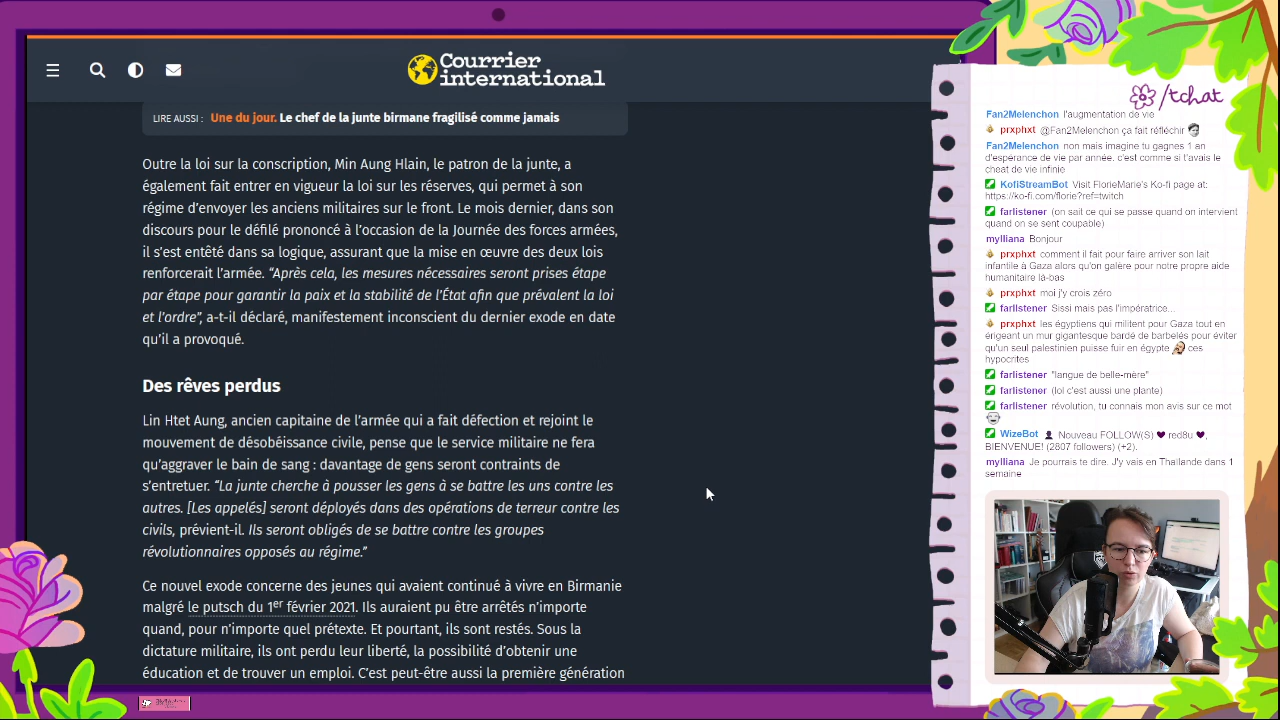 Courrier
international
LIRE AUSSI : Une du jour. Le chef de la junte birmane fragilisé comme jamais
Outre la loi sur la conscription, Min Aung Hlain, le patron de la junte, a
également fait entrer en vigueur la loi sur les réserves, qui permet à son
régime d’envoyer les anciens militaires sur le front. Le mois dernier, dans son
discours pour le défilé prononcé à l’occasion de la Journée des forces armées,
il s’est entêté dans sa logique, assurant que la mise en œuvre des deux lois
renforcerait l’armée. “Après cela, les mesures nécessaires seront prises étape
par étape pour garantir la paix et la stabilité de l’État afin que prévalent la loi
et l’ordre”, a-t-il déclaré, manifestement inconscient du dernier exode en date
qu’il a provoqué.
Des rêves perdus
Lin Htet Aung, ancien capitaine de l’armée qui a fait défection et rejoint le
mouvement de désobéissance civile, pense que le service militaire ne fera
qu’aggraver le bain de sang : davantage de gens seront contraints de
s’entretuer. “La junte cherche à pousser les gens à se battre les uns contre les
autres. [Les appelés] seront déployés dans des opérations de terreur contre les
civils, prévient-il. Ils seront obligés de se battre contre les groupes
révolutionnaires opposés au régime.”
Ce nouvel exode concerne des jeunes qui avaient continué à vivre en Birmanie
malgré le putsch du 1er février 2021. Ils auraient pu être arrêtés n’importe
quand, pour n’importe quel prétexte. Et pourtant, ils sont restés. Sous la
dictature militaire, ils ont perdu leur liberté, la possibilité d’obtenir une
éducation et de trouver un emploi. C’est peut-être aussi la première génération
/tchat
Fan2Melenchon l'augmentation de vie
prxphxt @Fan2Melenchon ça fait réfléchir
Fan2Melenchon non mais imagine tu gagnes 1 an
d'espérance de vie par année. c'est comme si t'avais le
cheat de vie infinie
KofiStreamBot Visit FlorieMarie's Ko-fi page at:
https://ko-fi.com/florie?ref=twitch
farlistener (on sait ce qui se passe quand on intervient
quand on se sent coupable)
mylliana Bonjour
prxphxt comment il fait pour faire arriver son lait
infantile à Gaza alors qu'on galère pour notre propre aide
humanitaire là-bas
prxphxt moi j'y crois zéro
farlistener Sissi mais pas l'impératrice...
prxphxt les égyptiens qui militent pour Gaza tout en
érigeant un mur gigantesque bardé de barbelés pour éviter
qu'un seul palestinien puisse fuir en égypte ces
hypocrites
farlistener "langue de belle-mère"
farlistener (lol c'est aussi une plante)
farlistener révolution, tu connais mon avis sur ce mot
WizeBot Nouveau FOLLOW(S) ♥ red8u ♥,
BIENVENUE! (2807 followers) (+2).
mylliana Je pourrais te dire. J'y vais en Thaïlande dans 1
semaine